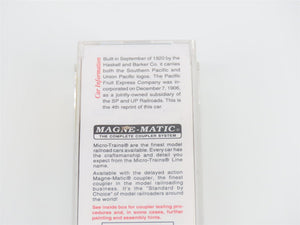 Car Information
Built in September of 1920 by the
Haskell and Barker Co. it carries
both the Southern Pacific and
Union Pacific logos. The Pacific
Fruit Express Company was in-
corporated on December 7, 1906,
as a jointly-owned subsidiary of
the SP and UP Railroads. This is
the 4th reprint of this car.
MAGNE-MATIC®
THE COMPLETE COUPLER SYSTEM
Micro-Trains® are the finest model
railroad cars available. Every car has
the craftsmanship and detail you
expect from the Micro-Trains® Line
name.
Available with the delayed action
Magne-Matic® coupler, the finest
coupler in the model railroading
business. It's the "Standard by
Choice" of model railroaders around
the world!
See inside box for coupler testing pro-
cedures and, in some cases, further
painting and assembly hints.